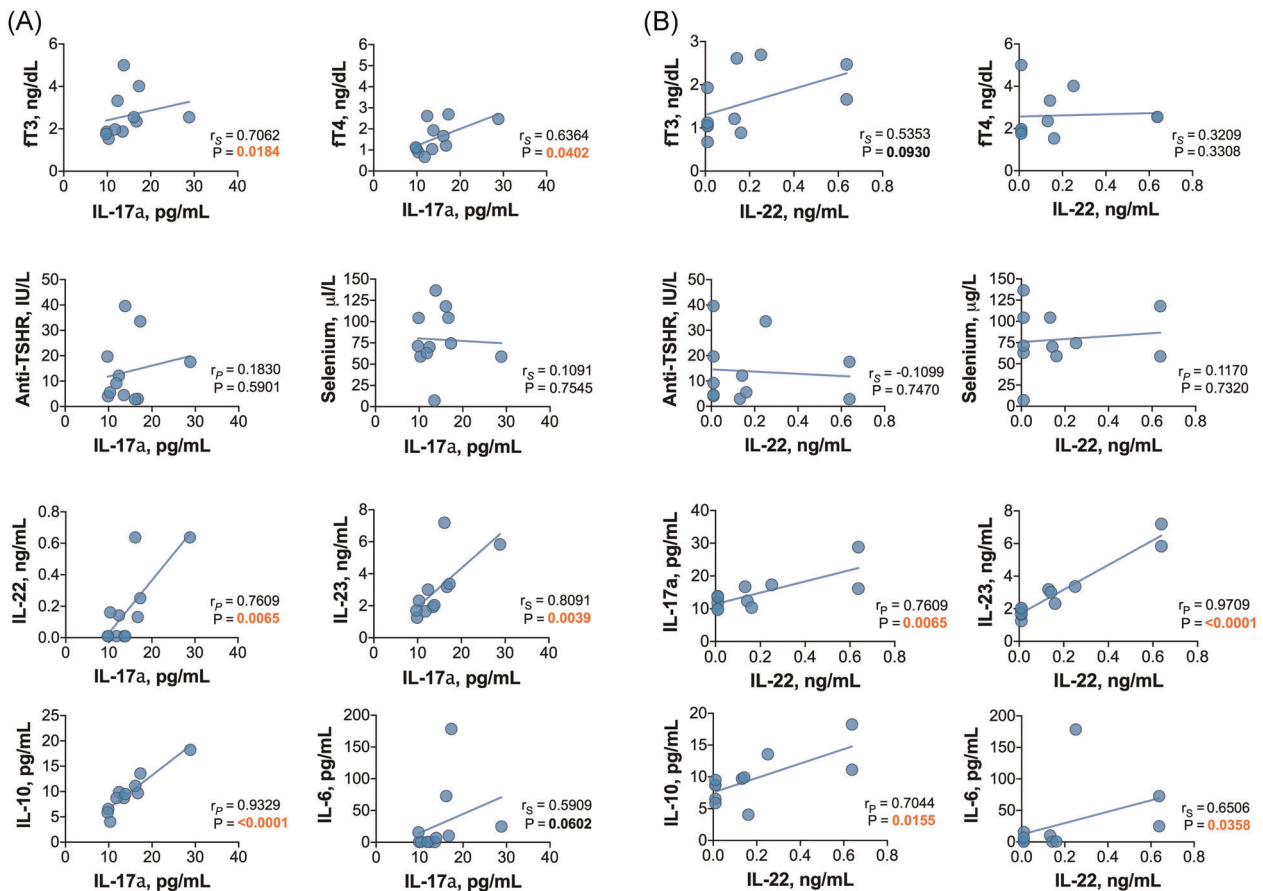 (A)
(B)
fT3, ng/dL
6
4
2
0
0 10 20 30 40
IL-17a, pg/mL
rS = 0.7062
P = 0.0184
fT4, ng/dL
6
5
4
3
2
1
0
0 10 20 30 40
IL-17a, pg/mL
rS = 0.6364
P = 0.0402
fT3, ng/dL
3
2
1
0
0.0 0.2 0.4 0.6 0.8
IL-22, ng/mL
rS = 0.5353
P = 0.0930
fT4, ng/dL
6
5
4
3
2
1
0
0.0 0.2 0.4 0.6 0.8
IL-22, ng/mL
rS = 0.3209
P = 0.3308
Anti-TSHR, IU/L
50
40
30
20
10
0
0 10 20 30 40
IL-17a, pg/mL
rP = 0.1830
P = 0.5901
Selenium, μl/L
150
125
100
75
50
25
0
0 10 20 30 40
IL-17a, pg/mL
rS = 0.1091
P = 0.7545
Anti-TSHR, IU/L
50
40
30
20
10
0
0.0 0.2 0.4 0.6 0.8
IL-22, ng/mL
rS = -0.1099
P = 0.7470
Selenium, μg/L
150
125
100
75
50
25
0
0.0 0.2 0.4 0.6 0.8
IL-22, ng/mL
rP = 0.1170
P = 0.7320
IL-22, ng/mL
0.8
0.6
0.4
0.2
0.0
0 10 20 30 40
IL-17a, pg/mL
rP = 0.7609
P = 0.0065
IL-23, ng/mL
8
6
4
2
0
0 10 20 30 40
IL-17a, pg/mL
rS = 0.8091
P = 0.0039
IL-17a, pg/mL
40
30
20
10
0
0.0 0.2 0.4 0.6 0.8
IL-22, ng/mL
rP = 0.7609
P = 0.0065
IL-23, ng/mL
8
6
4
2
0
0.0 0.2 0.4 0.6 0.8
IL-22, ng/mL
rP = 0.9709
P = <0.0001
IL-10, pg/mL
25
20
15
10
5
0
0 10 20 30 40
IL-17a, pg/mL
rP = 0.9329
P = <0.0001
IL-6, pg/mL
200
150
100
50
0
0 10 20 30 40
IL-17a, pg/mL
rS = 0.5909
P = 0.0602
IL-10, pg/mL
20
15
10
5
0
0.0 0.2 0.4 0.6 0.8
IL-22, ng/mL
rP = 0.7044
P = 0.0155
IL-6, pg/mL
200
150
100
50
0
0.0 0.2 0.4 0.6 0.8
IL-22, ng/mL
rS = 0.6506
P = 0.0358